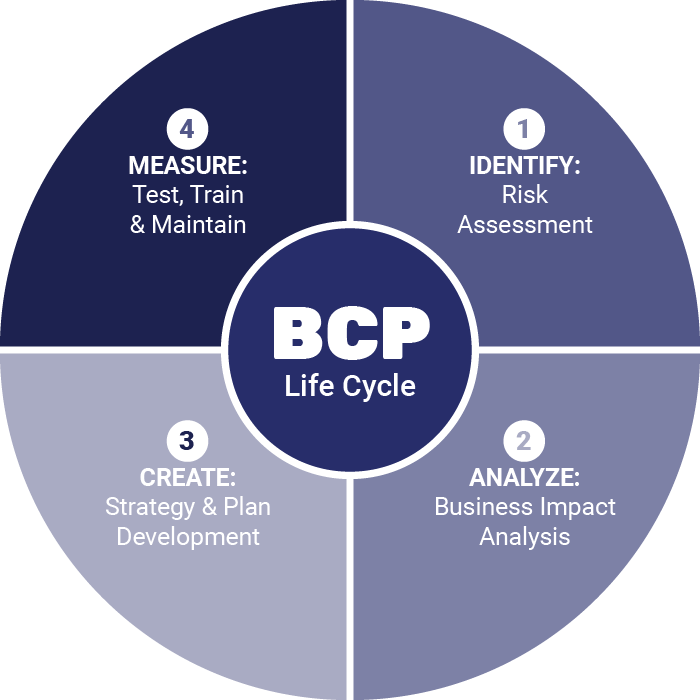 BCP
Life Cycle
1
IDENTIFY:
Risk
Assessment
2
ANALYZE:
Business Impact
Analysis
3
CREATE:
Strategy & Plan
Development
4
MEASURE:
Test, Train
& Maintain